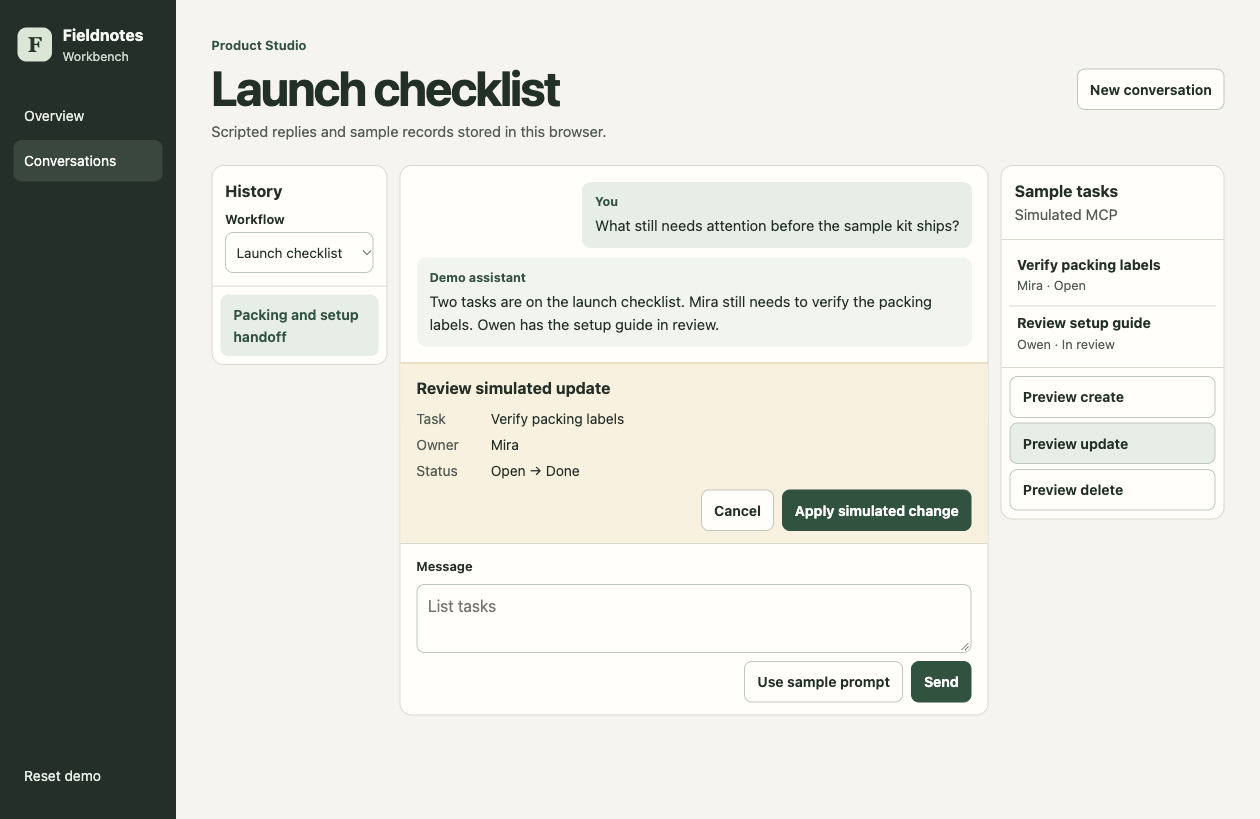 F
Fieldnotes
Workbench
Overview
Conversations
Reset demo
Product Studio
Launch checklist
Scripted replies and sample records stored in this browser.
New conversation
History
Workflow
Launch checklist
Packing and setup
handoff
You
What still needs attention before the sample kit ships?
Demo assistant
Two tasks are on the launch checklist. Mira still needs to verify the packing
labels. Owen has the setup guide in review.
Review simulated update
Task Verify packing labels
Owner Mira
Status Open → Done
Cancel Apply simulated change
Message
List tasks
Use sample prompt Send
Sample tasks
Simulated MCP
Verify packing labels
Mira · Open
Review setup guide
Owen · In review
Preview create
Preview update
Preview delete